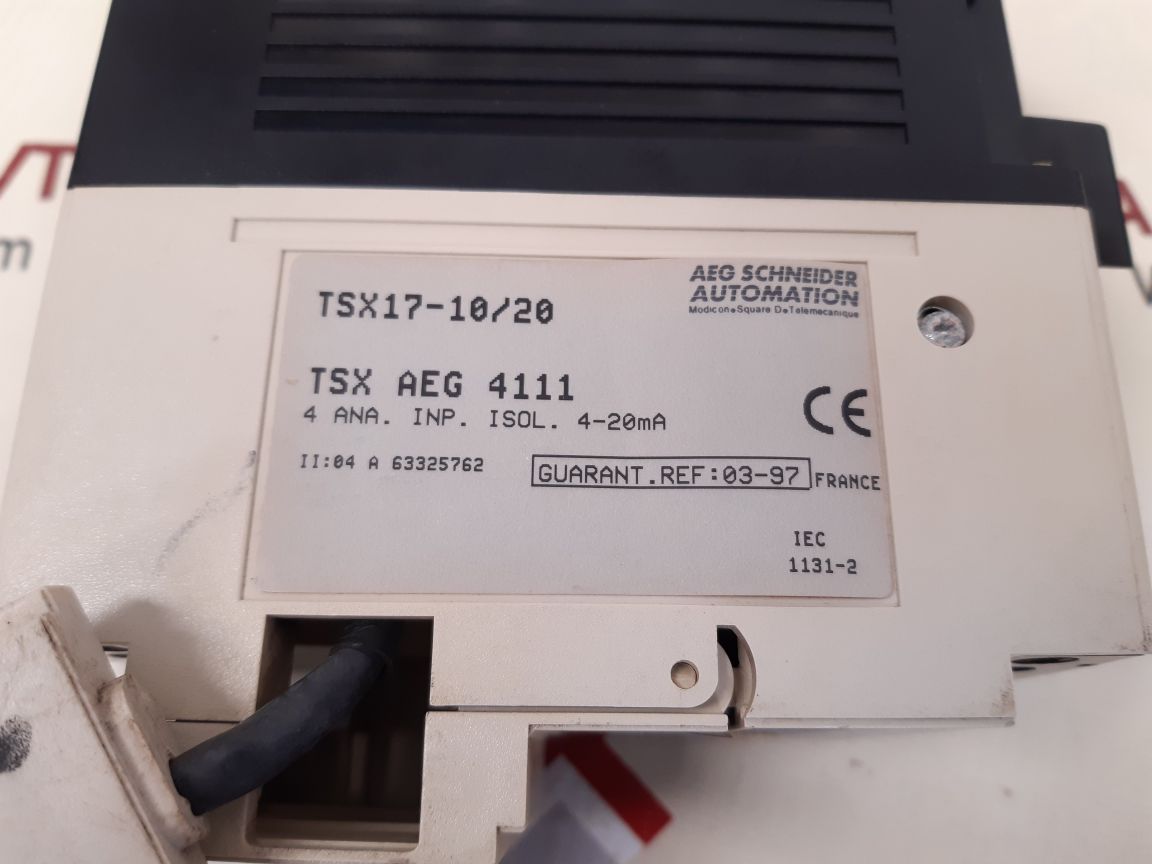 TSX17-10/20
AEG SCHNEIDER
AUTOMATION
Modicon•Square D•Telemecanique
TSX AEG 4111
4 ANA. INP. ISOL. 4-20mA
CE
II:04 A 63325762
GUARANT.REF:03-97
FRANCE
IEC
1131-2